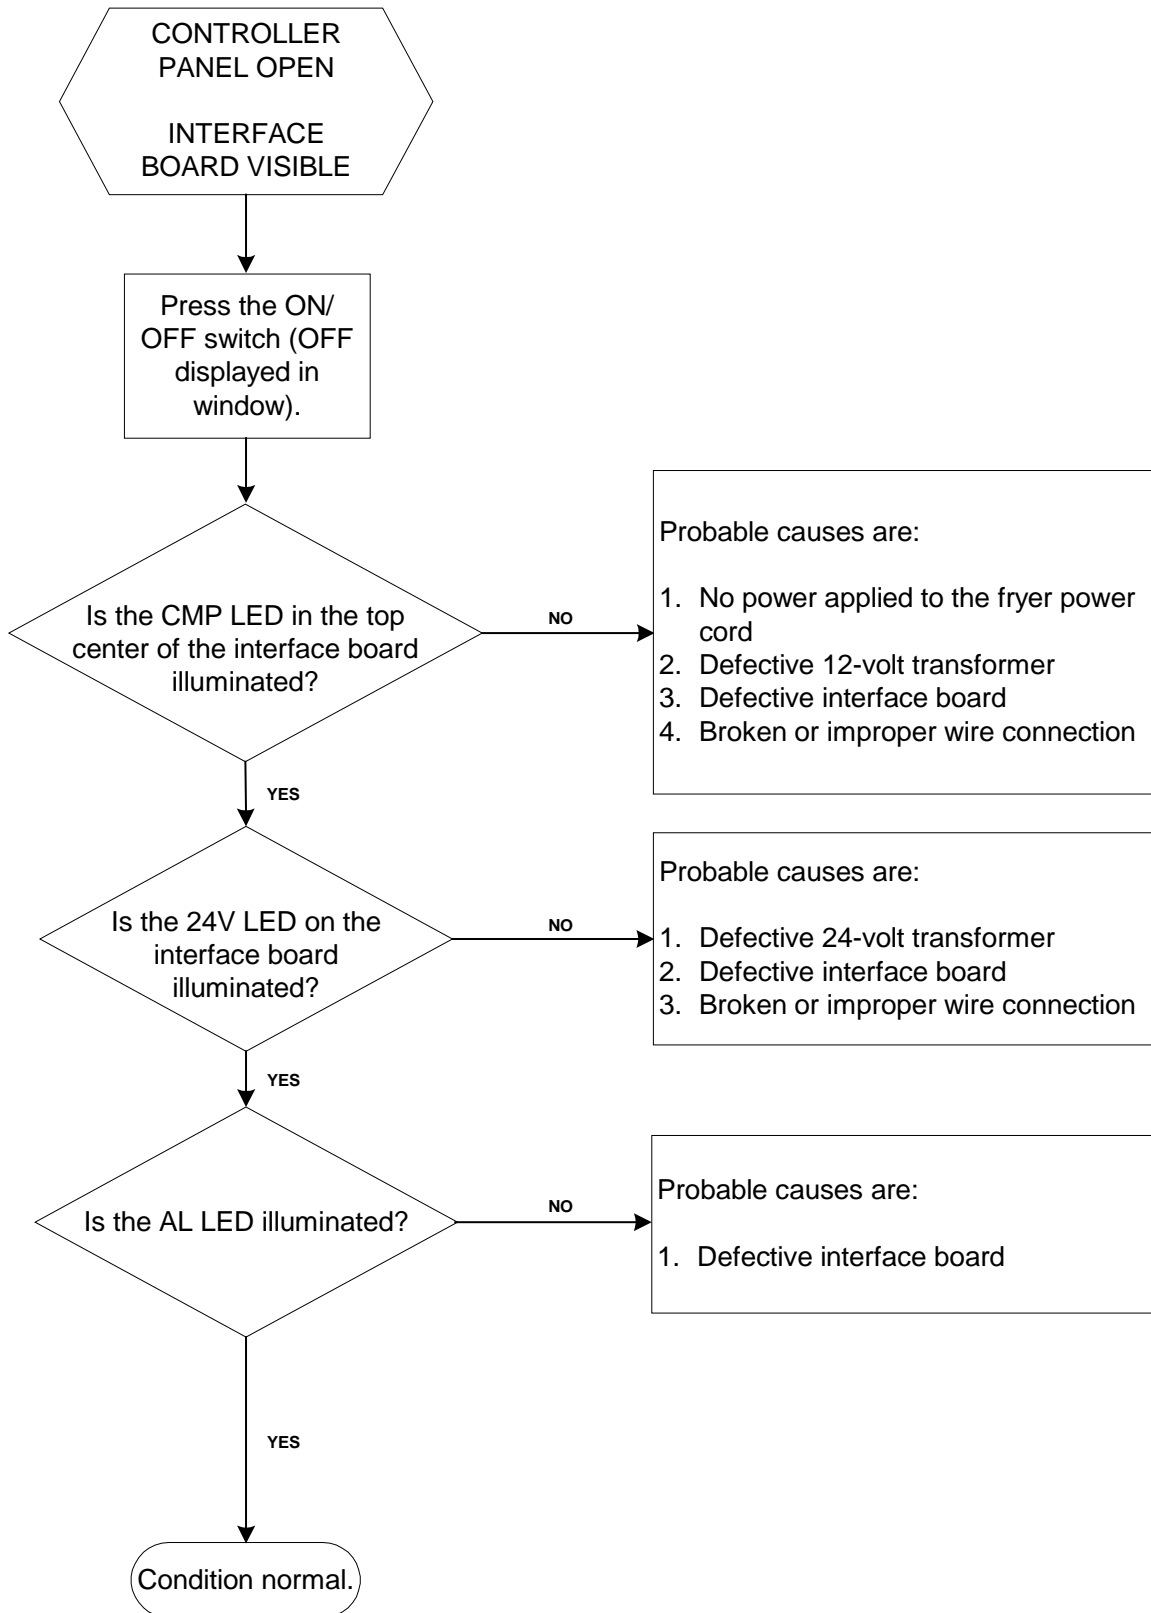 CONTROLLER
PANEL OPEN
INTERFACE
BOARD VISIBLE
Press the ON/
OFF switch (OFF
displayed in
window).
Is the CMP LED in the top
center of the interface board
illuminated?
NO
Probable causes are:
1. No power applied to the fryer power
cord
2. Defective 12-volt transformer
3. Defective interface board
4. Broken or improper wire connection
YES
Is the 24V LED on the
interface board
illuminated?
NO
Probable causes are:
1. Defective 24-volt transformer
2. Defective interface board
3. Broken or improper wire connection
YES
Is the AL LED illuminated?
NO
Probable causes are:
1. Defective interface board
YES
Condition normal.